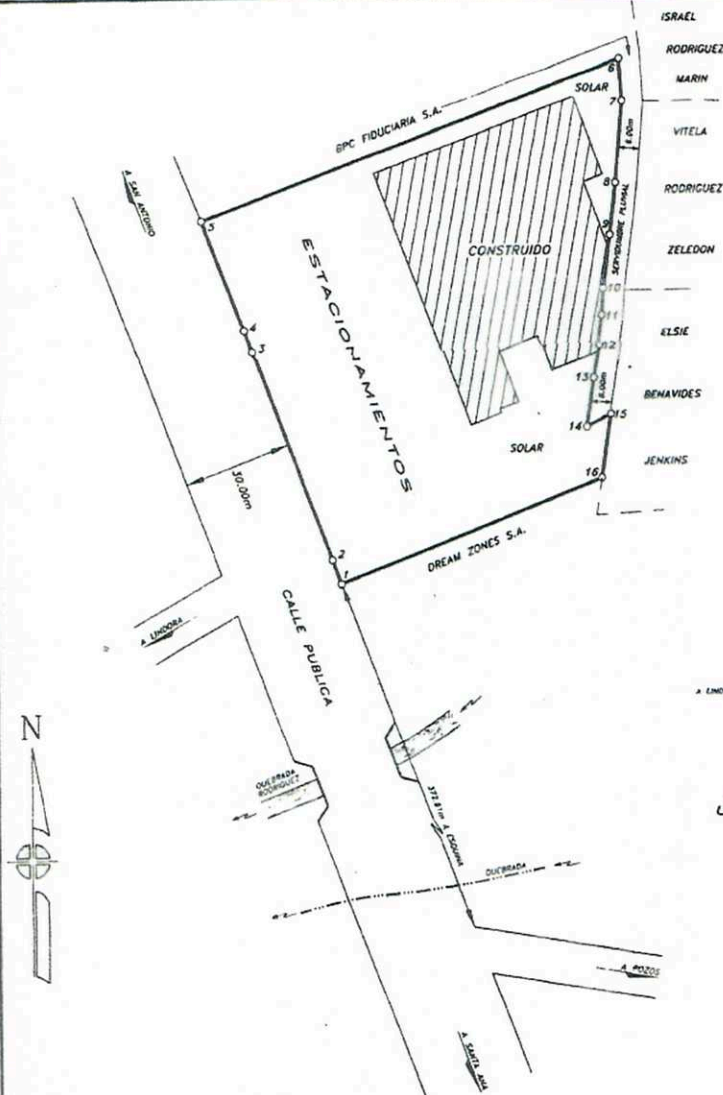 ISRAEL
RODRIGUEZ
MARIN
6
SOLAR
7
BPC FIDUCIARIA S.A.
VITELA
6.00m
A SAN ANTONIO
8
RODRIGUEZ
SERVIDUMBRE PLUVIAL
5
9
ESTACIONAMIENTOS
CONSTRUIDO
ZELEDON
10
11
4
ELSIE
12
3
13
6.00m
BENAVIDES
15
14
SOLAR
JENKINS
30.00m
16
DREAM ZONES S.A.
2
1
CALLE PUBLICA
A LINDORA
N
QUEBRADA
RODRIGUEZ
A ESQUINA
QUEBRADA
A POZOS
A SANTA ANA